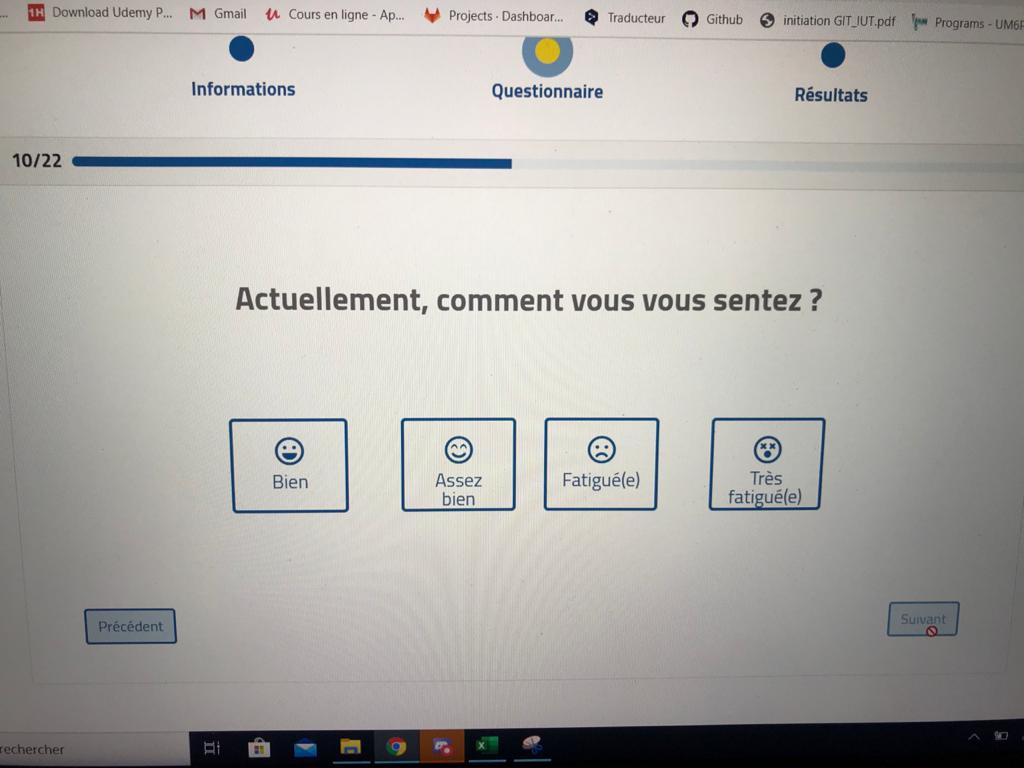 Download Udemy P... Gmail Cours en ligne - Ap... Projects · Dashboar... Traducteur Github initiation GIT_IUT.pdf Programs - UM6P
Informations Questionnaire Résultats
10/22
Actuellement, comment vous vous sentez ?
Bien
Assez
bien
Fatigué(e)
Très
fatigué(e)
Précédent Suivant
rechercher